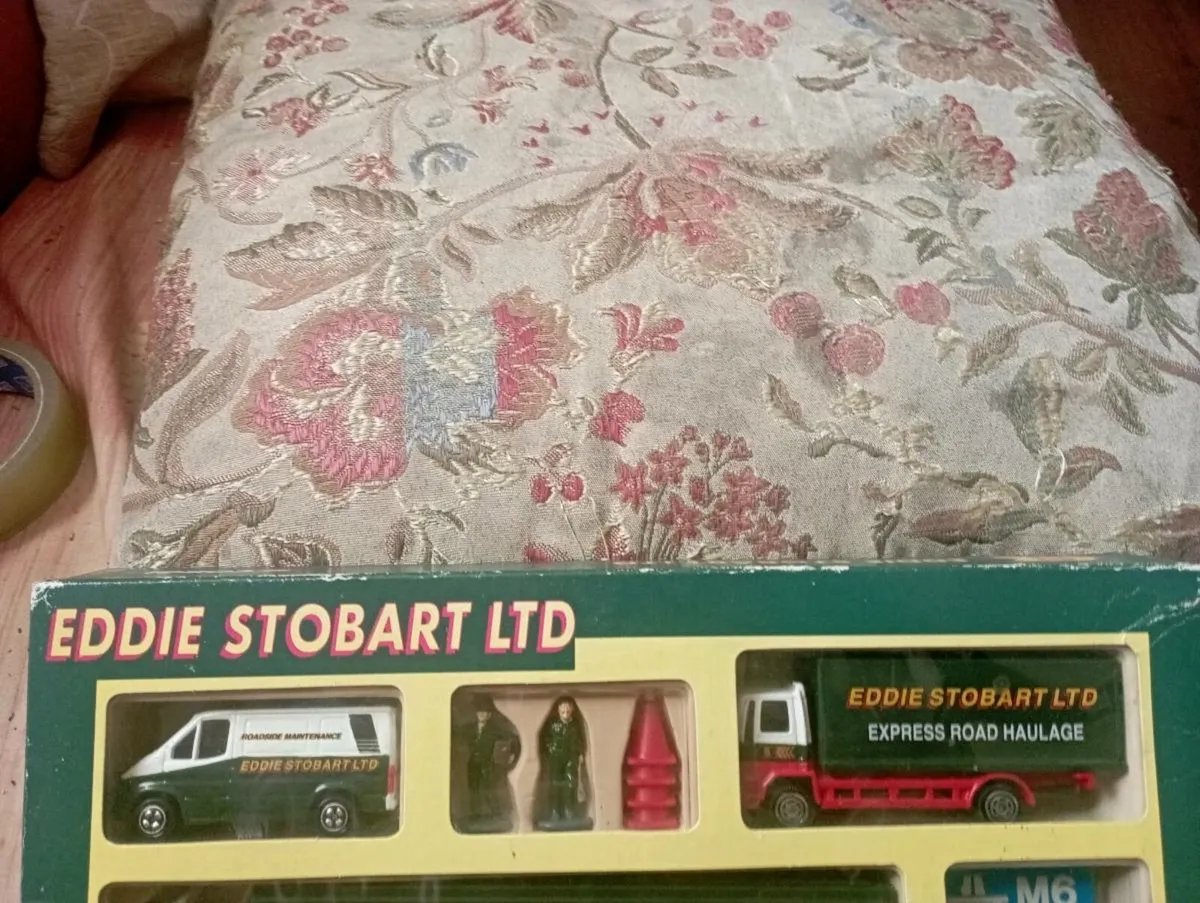 EDDIE STOBART LTD
ROADSIDE MAINTENANCE
EDDIE STOBART LTD
EDDIE STOBART LTD
EXPRESS ROAD HAULAGE
M6